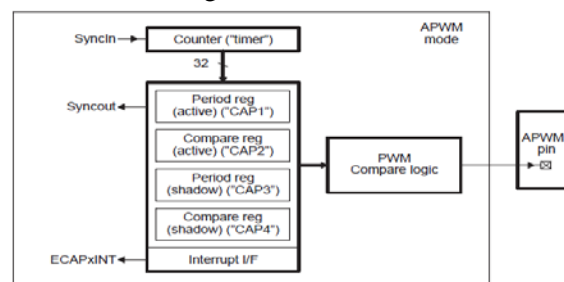 SyncIn
Counter ("timer")
APWM
mode
32
Syncout
Period reg
(active) ("CAP1")
Compare reg
(active) ("CAP2")
Period reg
(shadow) ("CAP3")
Compare reg
(shadow) ("CAP4")
PWM
Compare logic
APWM
pin
ECAPxINT
Interrupt I/F